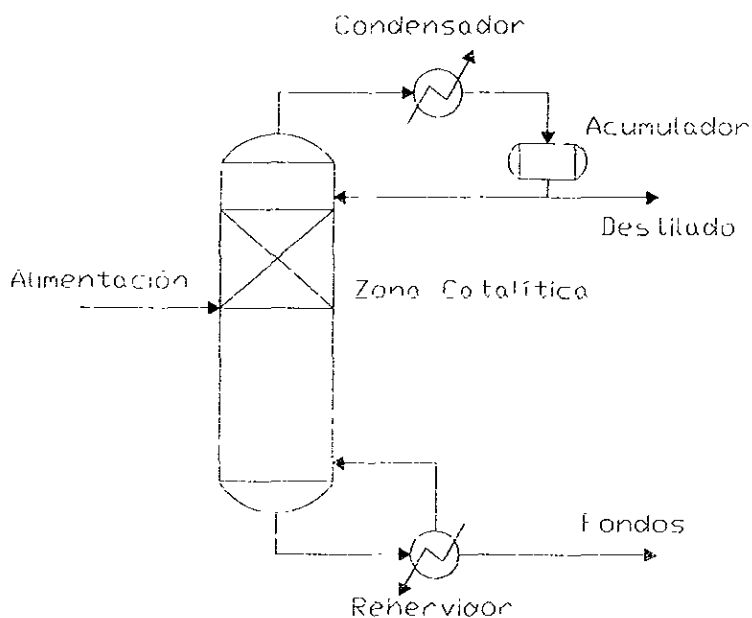 Condensador
Acumulador
Destilado
Alimentación
Zona Catalítica
Fondos
Rehervidor